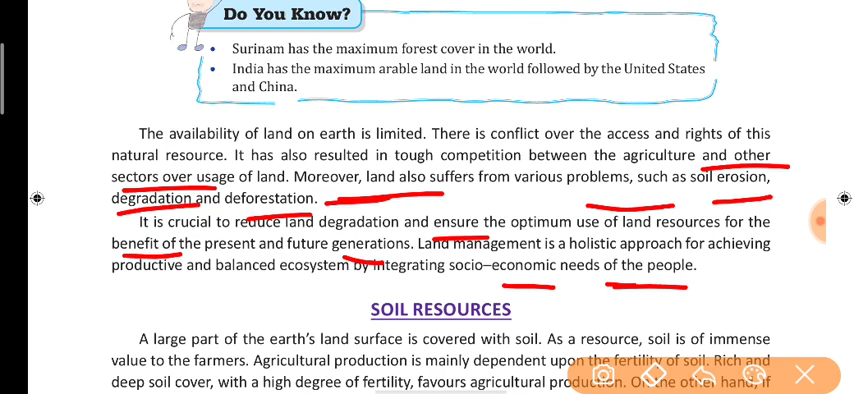 Do You Know?
• Surinam has the maximum forest cover in the world.
• India has the maximum arable land in the world followed by the United States
and China.
The availability of land on earth is limited. There is conflict over the access and rights of this
natural resource. It has also resulted in tough competition between the agriculture and other
sectors over usage of land. Moreover, land also suffers from various problems, such as soil erosion,
degradation and deforestation.
It is crucial to reduce land degradation and ensure the optimum use of land resources for the
benefit of the present and future generations. Land management is a holistic approach for achieving
productive and balanced ecosystem by integrating socio–economic needs of the people.
SOIL RESOURCES
A large part of the earth's land surface is covered with soil. As a resource, soil is of immense
value to the farmers. Agricultural production is mainly dependent upon the fertility of soil. Rich and
deep soil cover, with a high degree of fertility, favours agricultural production. On the other hand, if